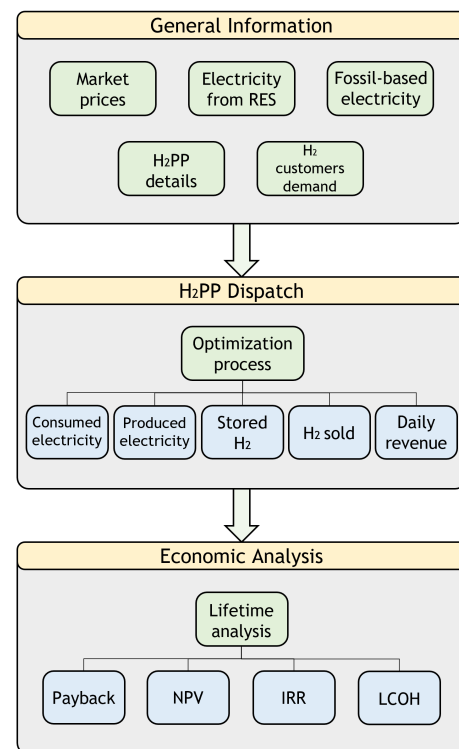 General Information
Market
prices
Electricity
from RES
Fossil-based
electricity
H₂PP
details
H₂
customers
demand
H₂PP Dispatch
Optimization
process
Consumed
electricity
Produced
electricity
Stored
H₂
H₂ sold
Daily
revenue
Economic Analysis
Lifetime
analysis
Payback
NPV
IRR
LCOH